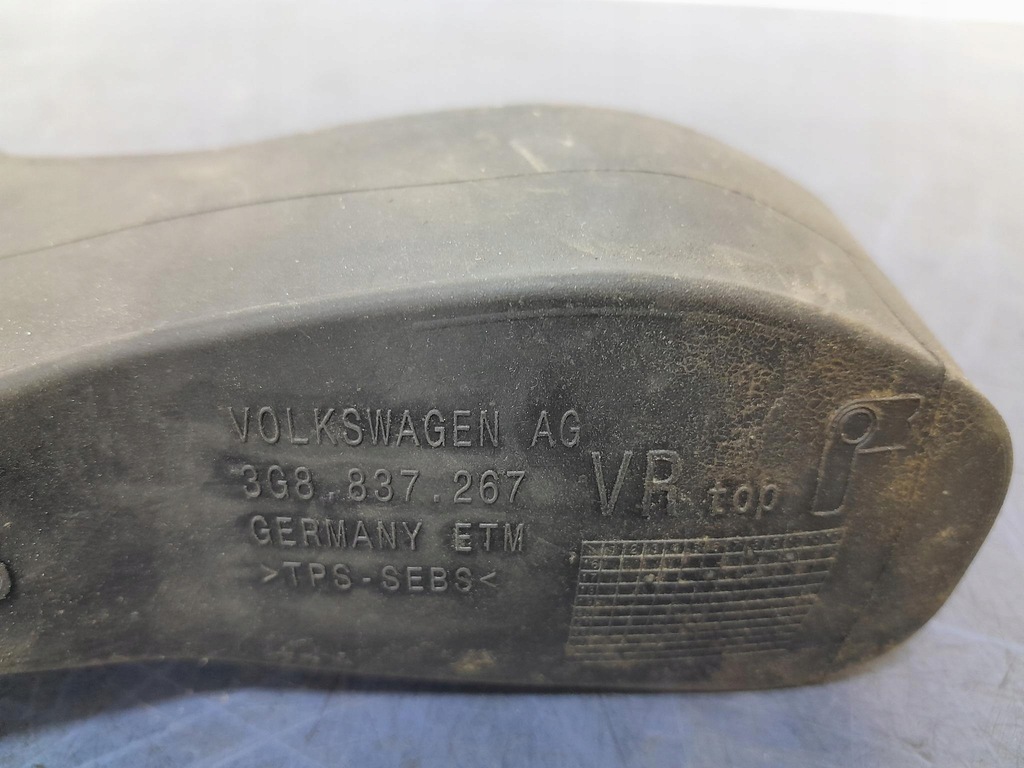 VOLKSWAGEN AG
3G8.837.267
VR top
GERMANY ETM
>TPS-SEBS<